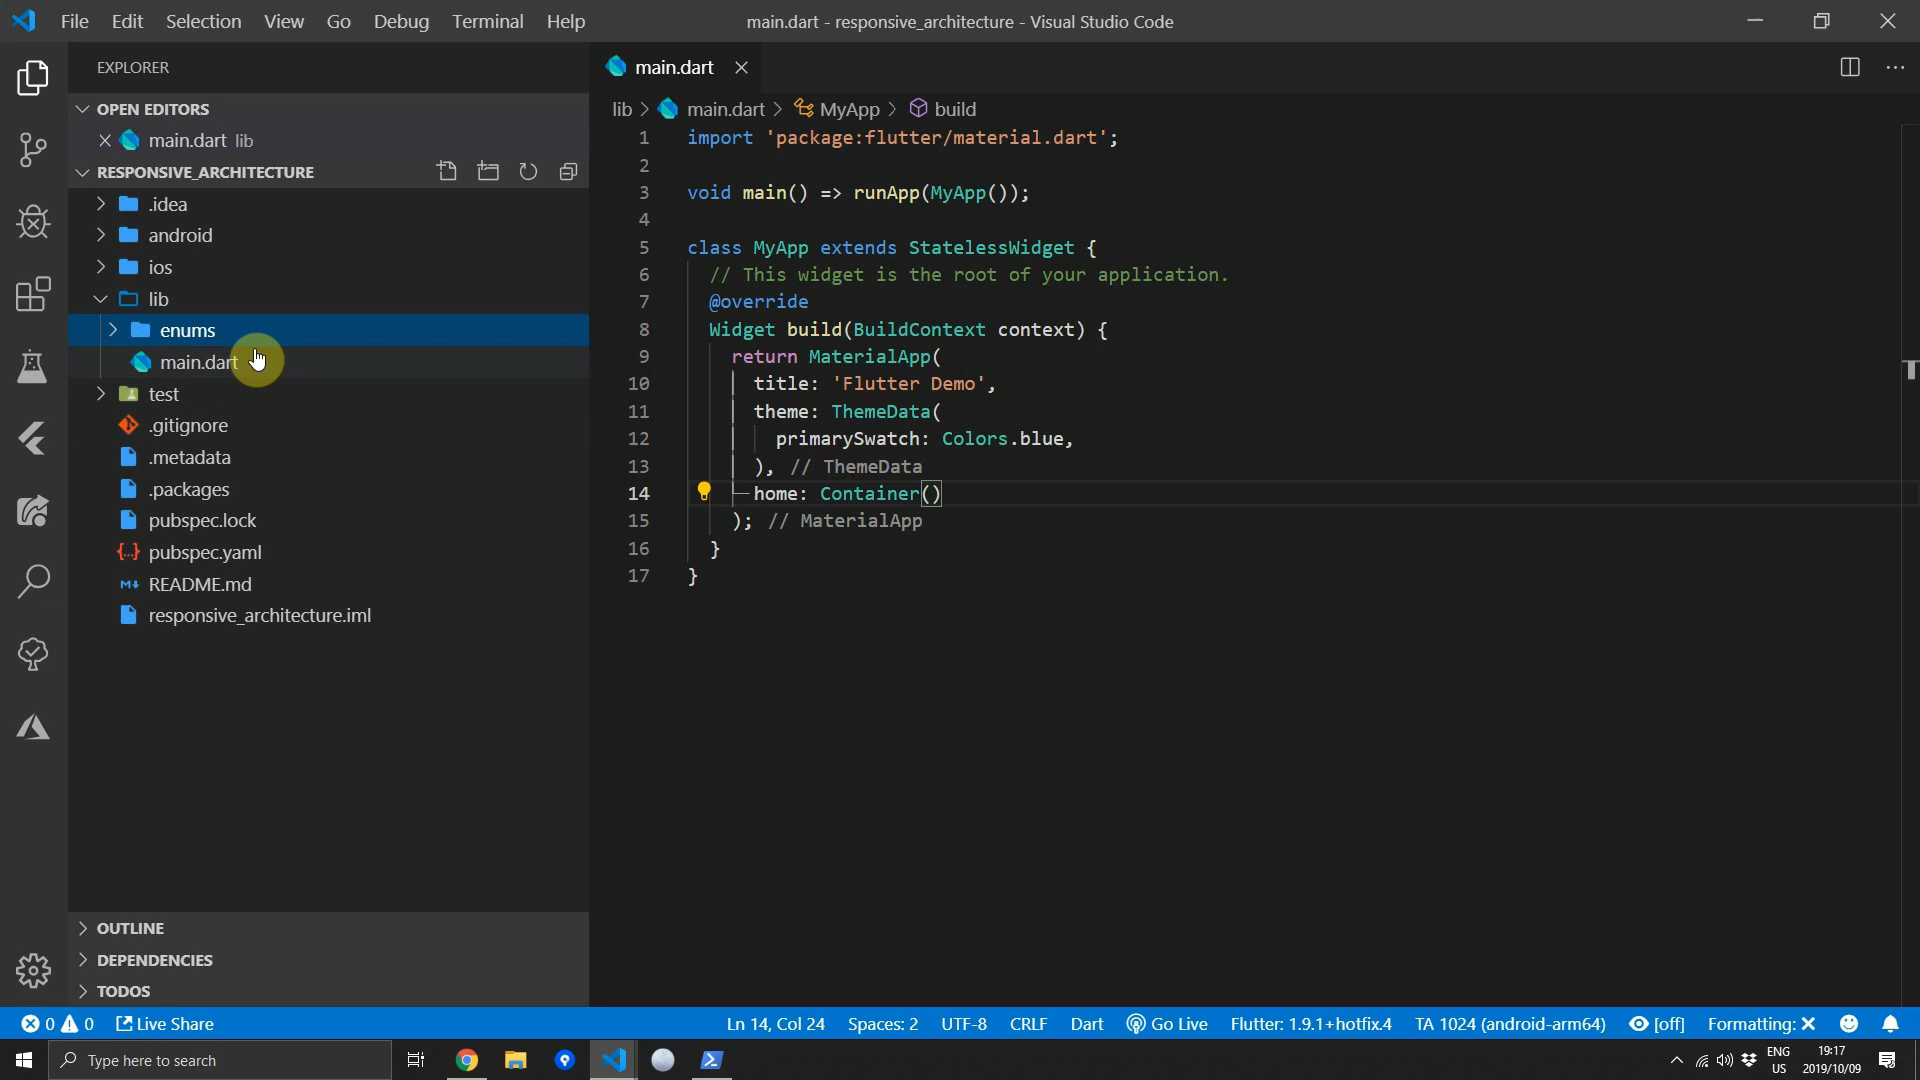 File Edit Selection View Go Debug Terminal Help
main.dart - responsive_architecture - Visual Studio Code
EXPLORER
OPEN EDITORS
main.dart lib
RESPONSIVE_ARCHITECTURE
.idea
android
ios
lib
enums
main.dart
test
.gitignore
.metadata
.packages
pubspec.lock
pubspec.yaml
README.md
responsive_architecture.iml
OUTLINE
DEPENDENCIES
TODOS
main.dart
lib > main.dart > MyApp > build
1 import 'package:flutter/material.dart';
2
3 void main() => runApp(MyApp());
4
5 class MyApp extends StatelessWidget {
6 // This widget is the root of your application.
7 @override
8 Widget build(BuildContext context) {
9 return MaterialApp(
10 title: 'Flutter Demo',
11 theme: ThemeData(
12 primarySwatch: Colors.blue,
13 ), // ThemeData
14 home: Container()
15 ); // MaterialApp
16 }
17 }
0 0 Live Share
Ln 14, Col 24 Spaces: 2 UTF-8 CRLF Dart Go Live Flutter: 1.9.1+hotfix.4 TA 1024 (android-arm64) [off] Formatting: ×
Type here to search
ENG
US
19:17
2019/10/09